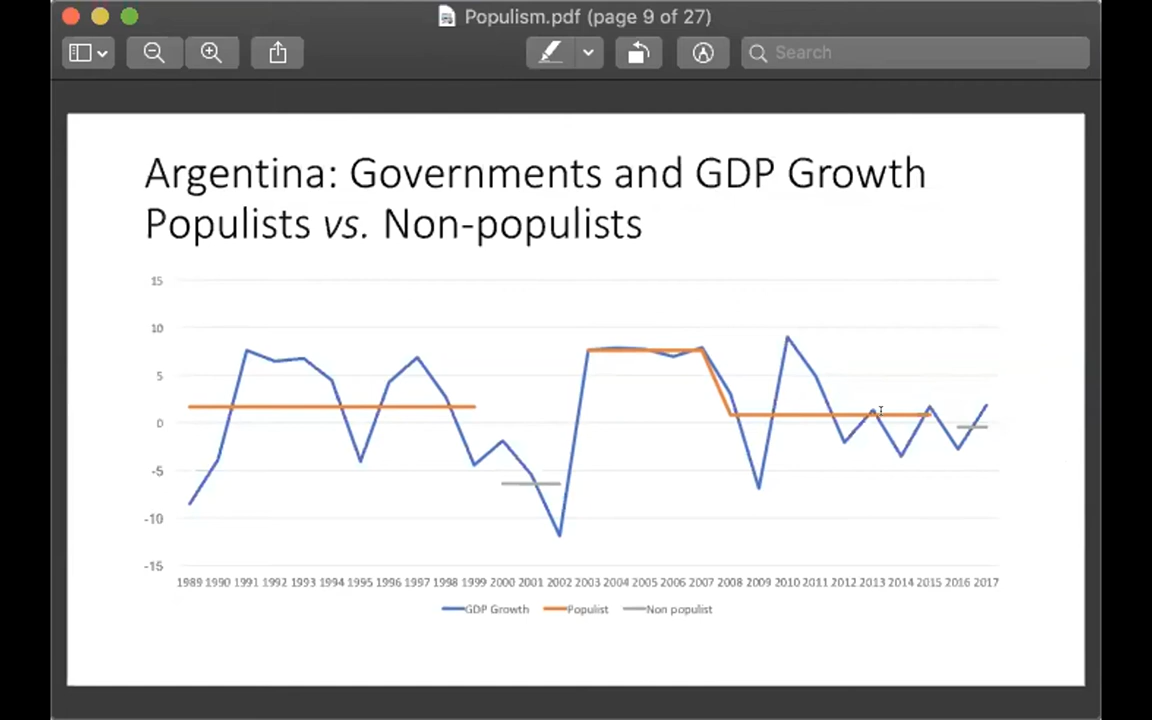 Populism.pdf (page 9 of 27)
Search
Argentina: Governments and GDP Growth
Populists vs. Non-populists
15
10
5
0
-5
-10
-15
1989 1990 1991 1992 1993 1994 1995 1996 1997 1998 1999 2000 2001 2002 2003 2004 2005 2006 2007 2008 2009 2010 2011 2012 2013 2014 2015 2016 2017
GDP Growth Populist Non populist